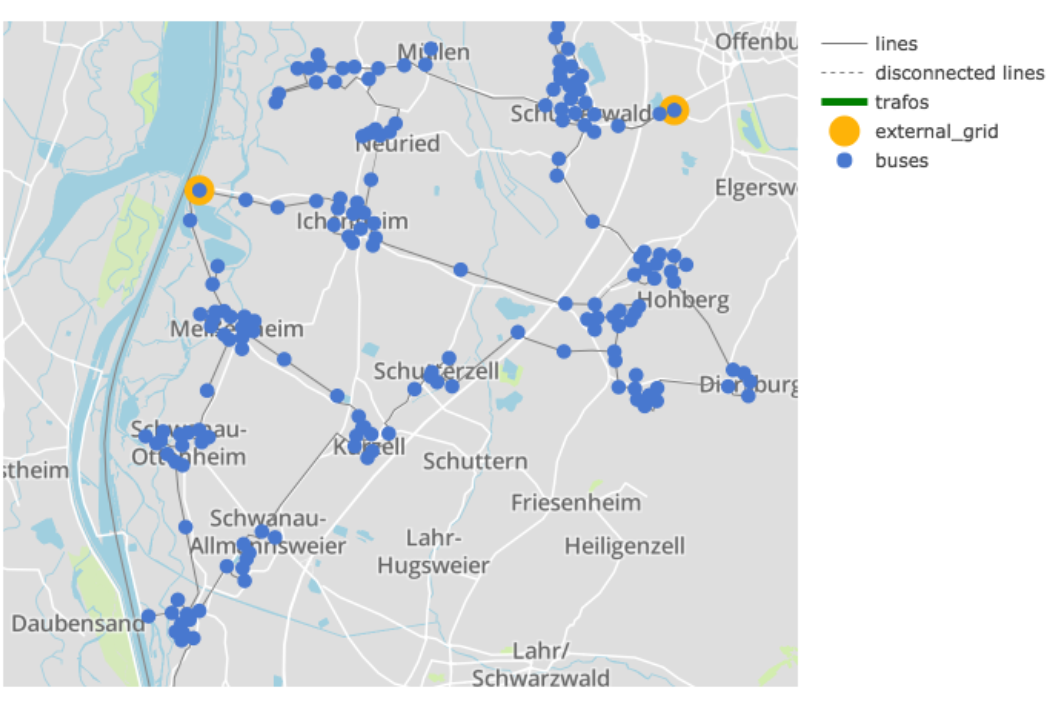 Offenbu
Müllen
Schutterwald
Neuried
Elgersw
Ichenheim
Hohberg
Meißenheim
Schutterzell
Diersburg
Schwanau-
Ottenheim
Kürzell
stheim
Schuttern
Friesenheim
Schwanau-
Allmannsweier
Lahr-
Hugsweier
Heiligenzell
Daubensand
Lahr/
Schwarzwald
lines
disconnected lines
trafos
external_grid
buses